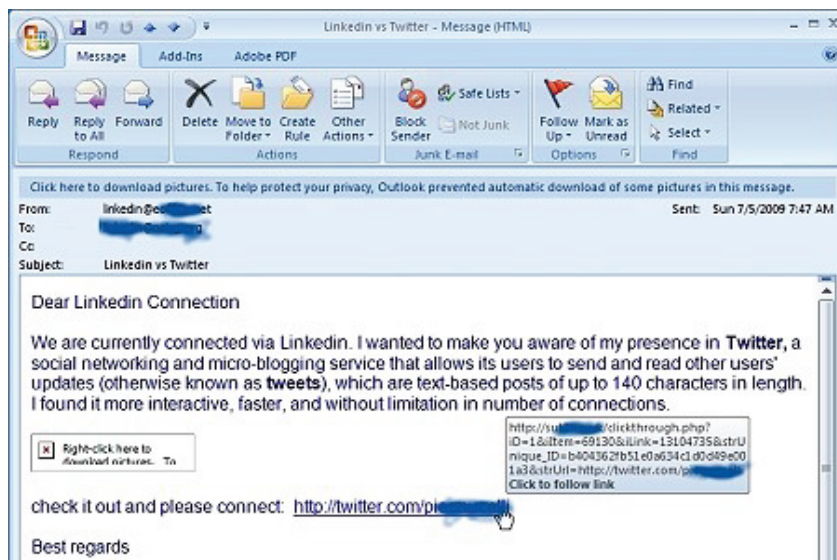 Linkedin vs Twitter - Message (HTML)
Message Add-Ins Adobe PDF
Reply Reply to All Forward Delete Move to Folder Create Rule Other Actions Block Sender Safe Lists Not Junk Follow Up Mark as Unread Find Related Select
Respond Actions Junk E-mail Options Find
Click here to download pictures. To help protect your privacy, Outlook prevented automatic download of some pictures in this message.
From: linkedin@ et Sent: Sun 7/5/2009 7:47 AM
To:
Cc:
Subject: Linkedin vs Twitter
Dear Linkedin Connection
We are currently connected via Linkedin. I wanted to make you aware of my presence in Twitter, a
social networking and micro-blogging service that allows its users to send and read other users'
updates (otherwise known as tweets), which are text-based posts of up to 140 characters in length.
I found it more interactive, faster, and without limitation in number of connections.
http://su /clickthrough.php?
iD=1&iItem=69130&iLink=13104735&strU
nique_ID=b404362fb51e0a634c1d0d49e00
1a3&strUrl=http://twitter.com/pi
Click to follow link
Right-click here to
download pictures. To
check it out and please connect: http://twitter.com/pi
Best regards